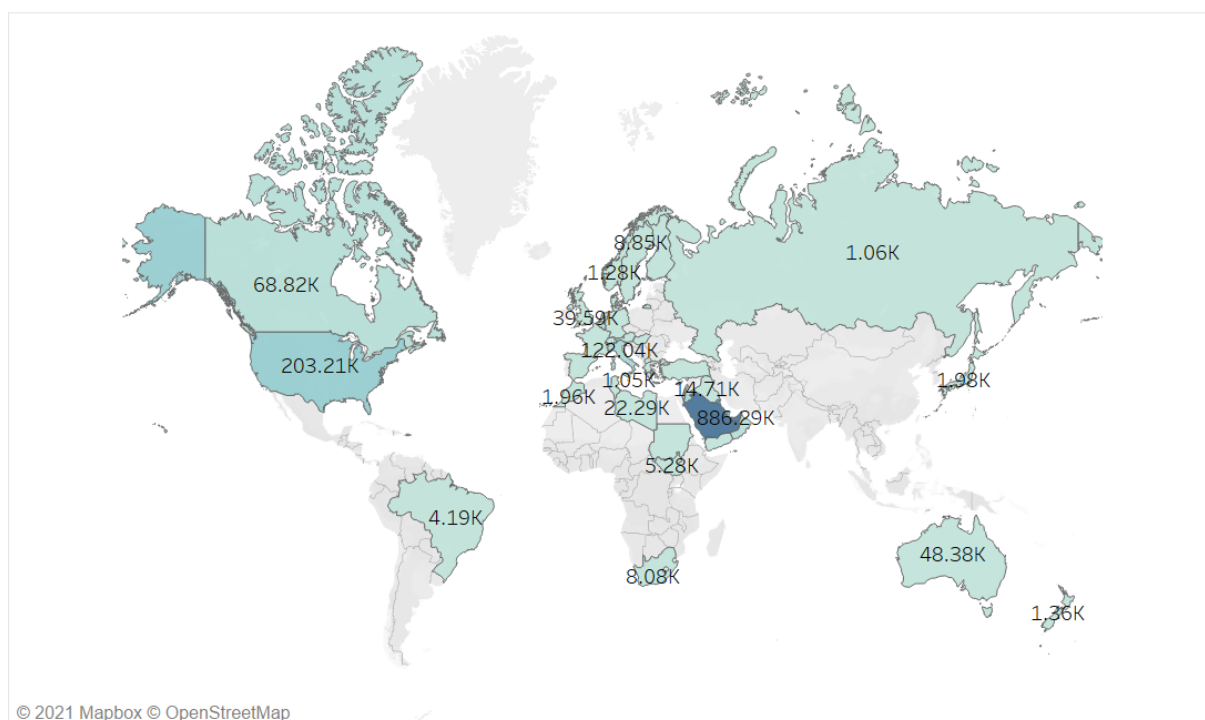 8.85K
1.06K
1.28K
68.82K
39.59K
122.04K
203.21K
1.05K
1.98K
14.71K
1.96K
22.29K
886.29K
5.28K
4.19K
48.38K
8.08K
1.36K
© 2021 Mapbox © OpenStreetMap